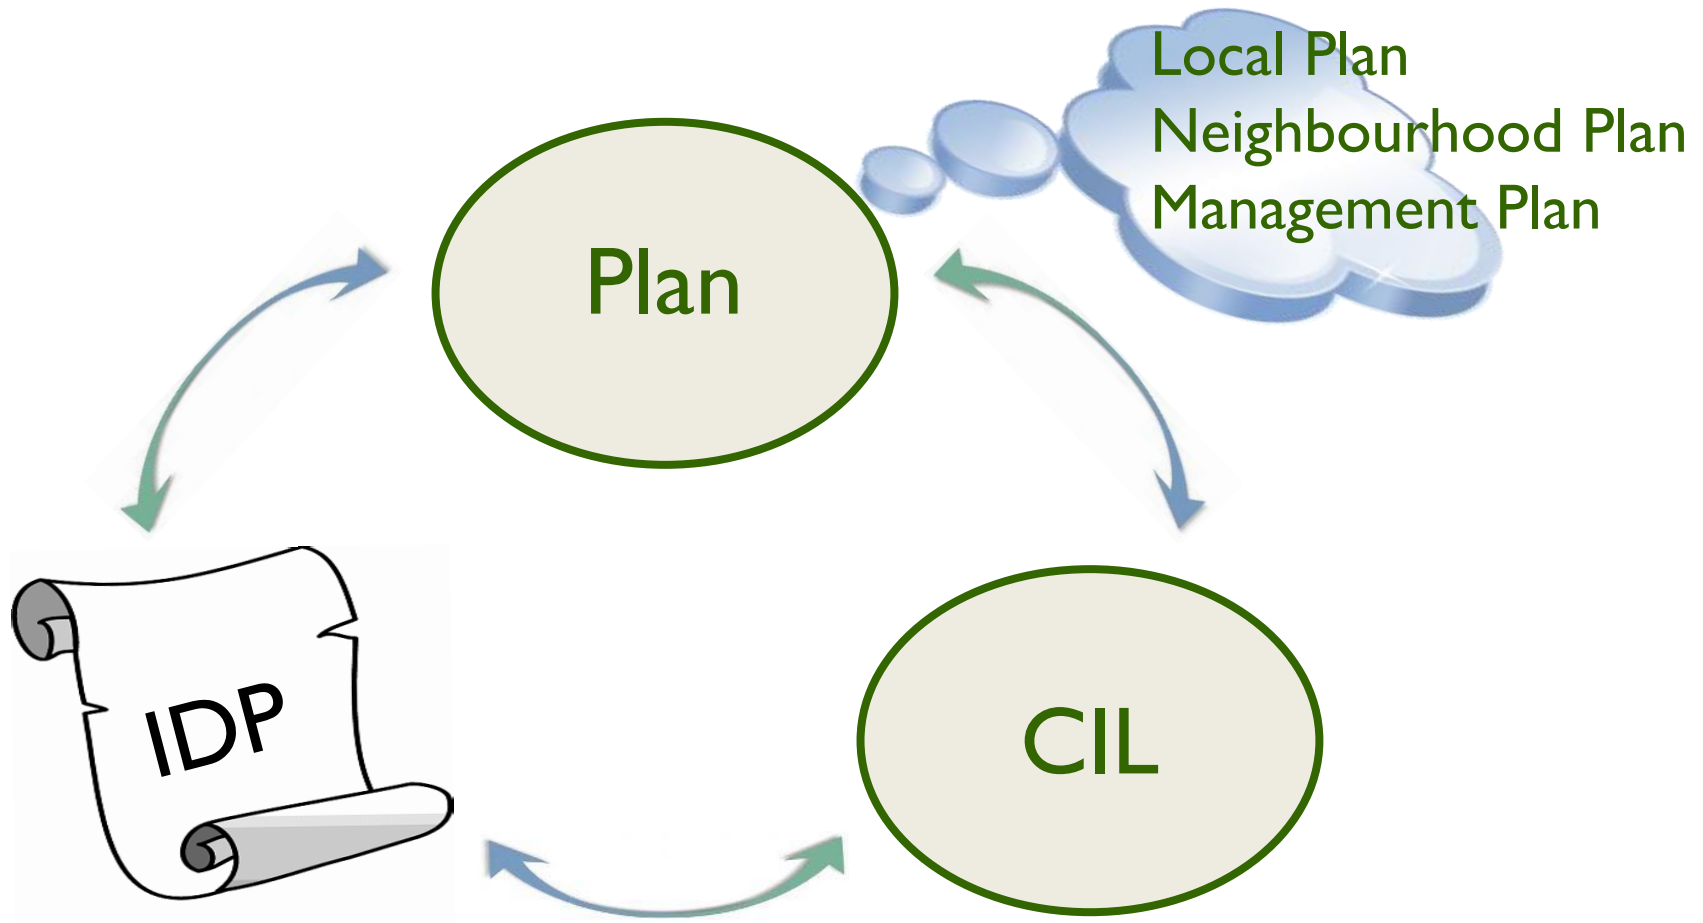 Local Plan
Neighbourhood Plan
Management Plan
Plan
IDP
CIL